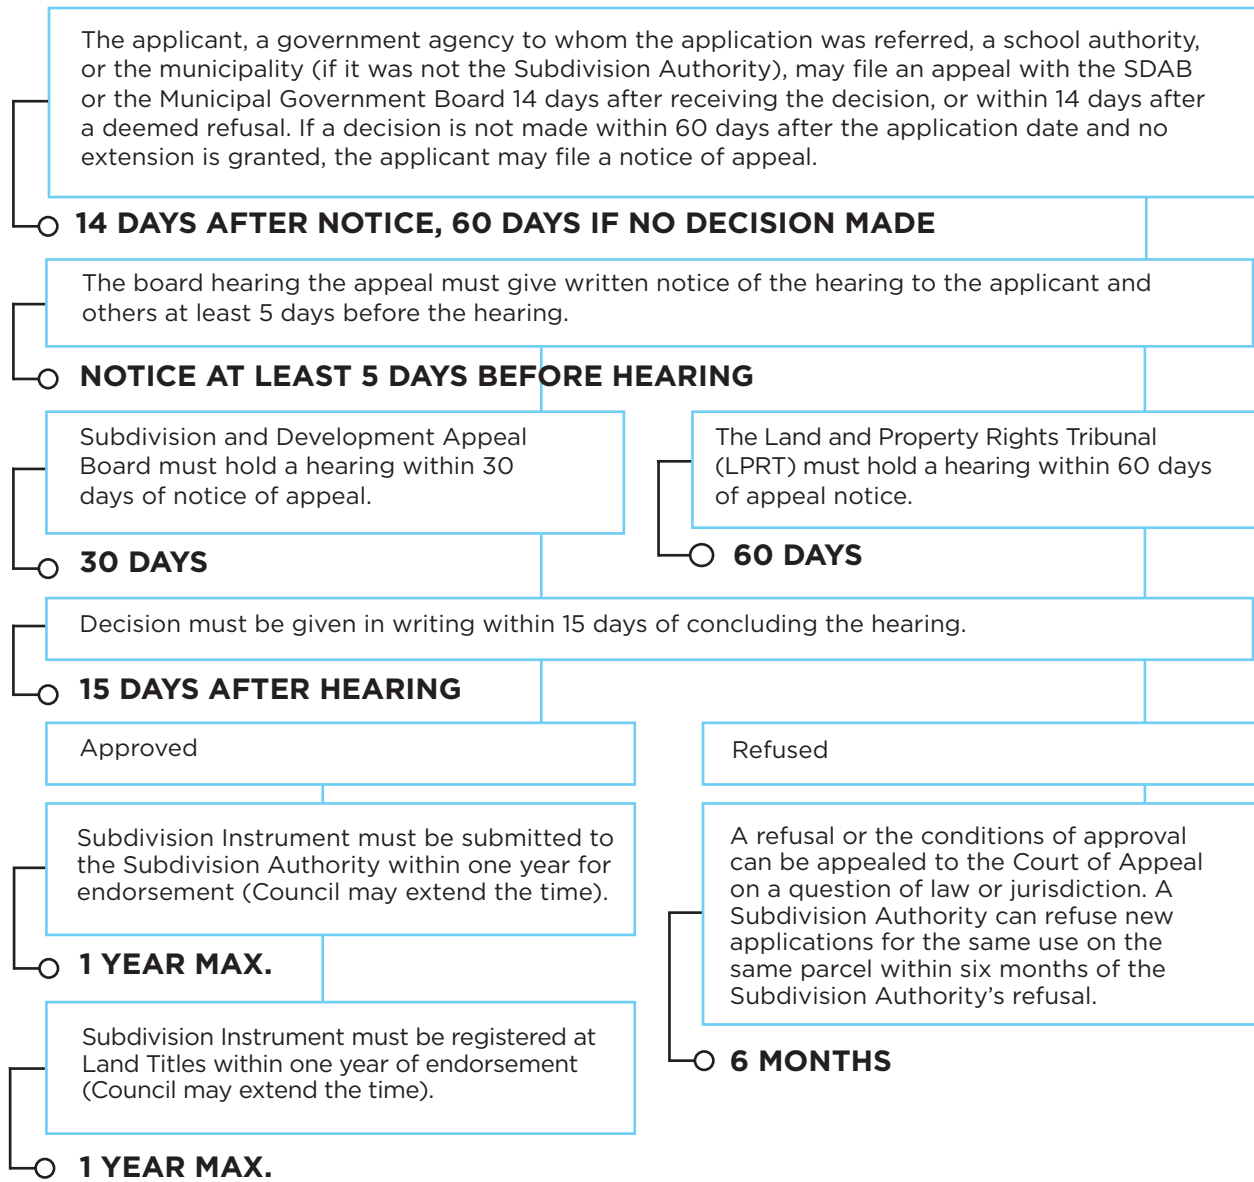 The applicant, a government agency to whom the application was referred, a school authority,
or the municipality (if it was not the Subdivision Authority), may file an appeal with the SDAB
or the Municipal Government Board 14 days after receiving the decision, or within 14 days after
a deemed refusal. If a decision is not made within 60 days after the application date and no
extension is granted, the applicant may file a notice of appeal.
14 DAYS AFTER NOTICE, 60 DAYS IF NO DECISION MADE
The board hearing the appeal must give written notice of the hearing to the applicant and
others at least 5 days before the hearing.
NOTICE AT LEAST 5 DAYS BEFORE HEARING
Subdivision and Development Appeal
Board must hold a hearing within 30
days of notice of appeal.
30 DAYS
The Land and Property Rights Tribunal
(LPRT) must hold a hearing within 60 days
of appeal notice.
60 DAYS
Decision must be given in writing within 15 days of concluding the hearing.
15 DAYS AFTER HEARING
Approved
Subdivision Instrument must be submitted to
the Subdivision Authority within one year for
endorsement (Council may extend the time).
1 YEAR MAX.
Subdivision Instrument must be registered at
Land Titles within one year of endorsement
(Council may extend the time).
1 YEAR MAX.
Refused
A refusal or the conditions of approval
can be appealed to the Court of Appeal
on a question of law or jurisdiction. A
Subdivision Authority can refuse new
applications for the same use on the
same parcel within six months of the
Subdivision Authority's refusal.
6 MONTHS